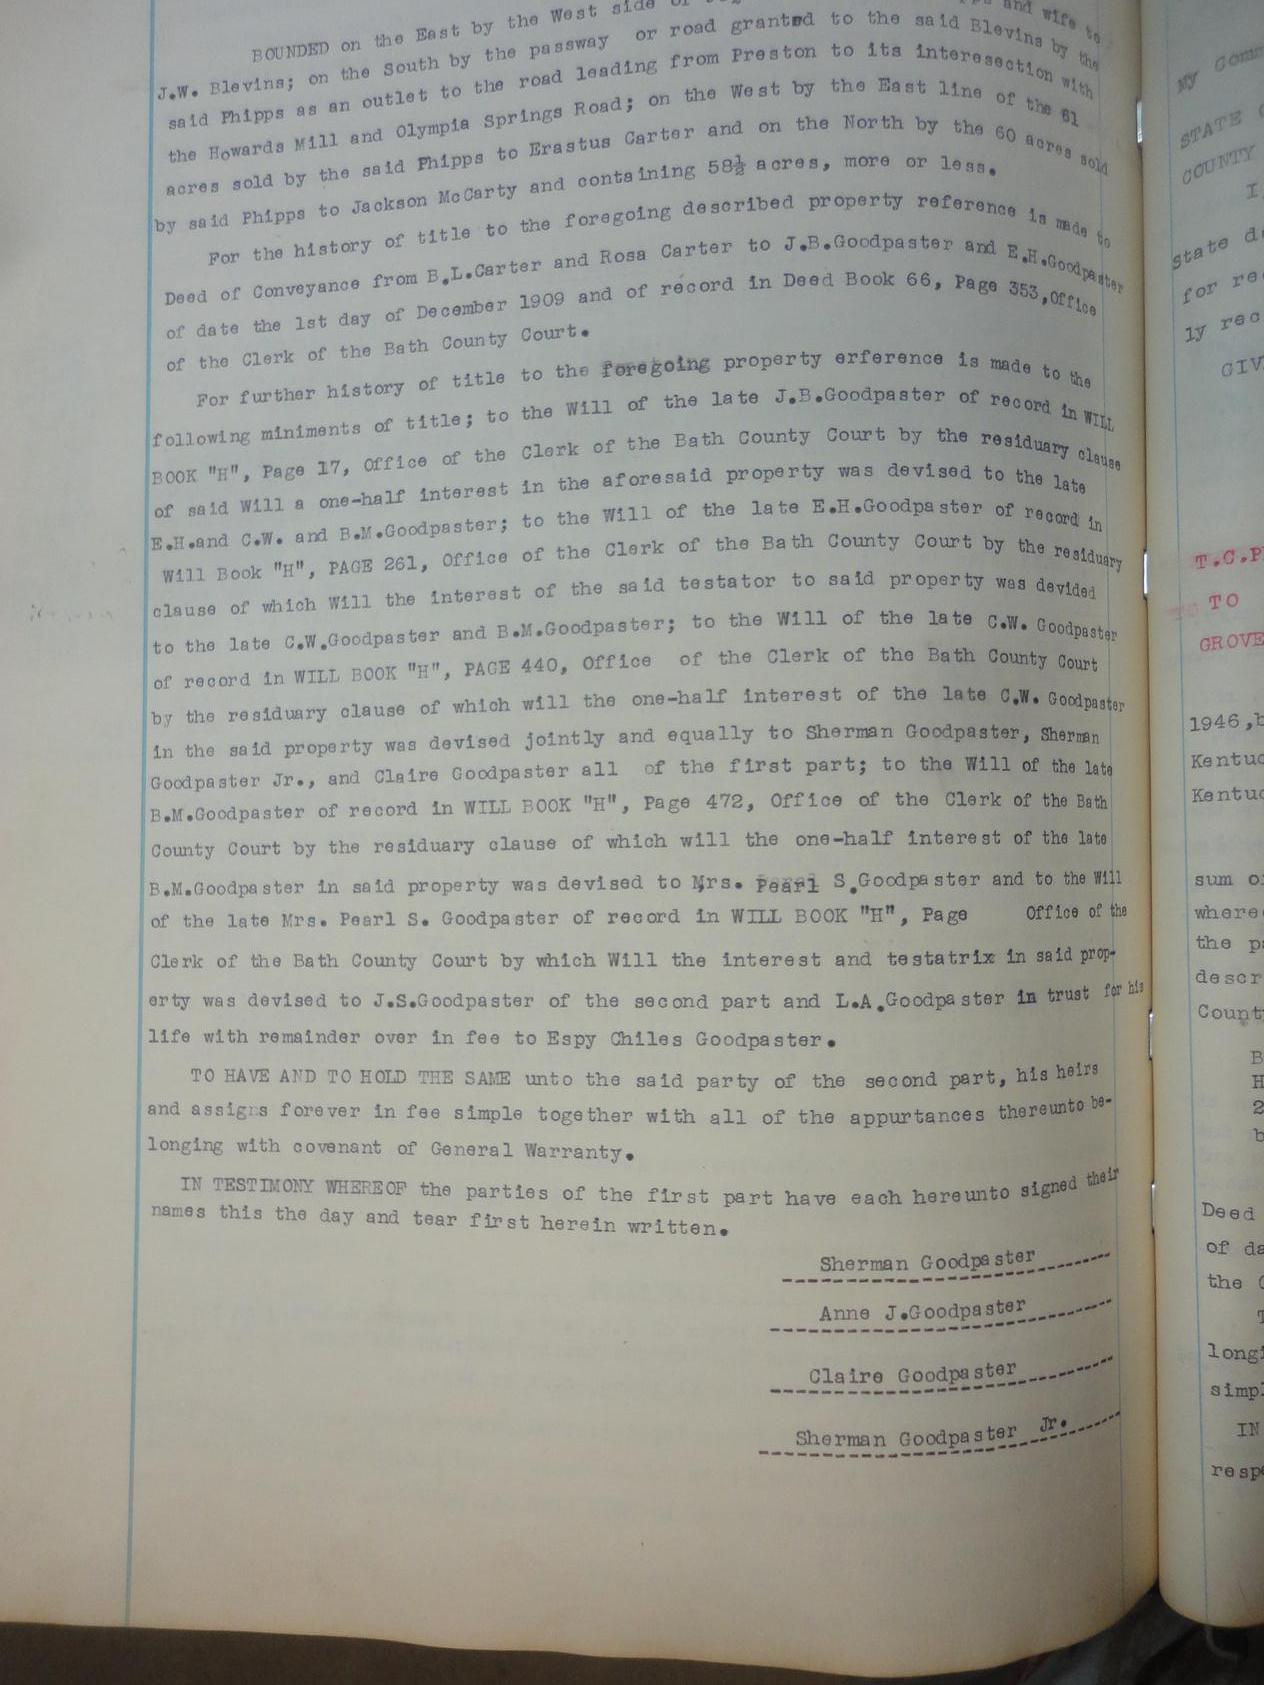 BOUNDED on the East by the West side of and wife to
J.W. Blevins; on the South by the passway or road granted to the said Blevins by the
said Phipps as an outlet to the road leading from Preston to its interesection with
the Howards Mill and Olympia Springs Road; on the West by the East line of the 61
acres sold by the said Phipps to Erastus Carter and on the North by the 60 acres sold
by said Phipps to Jackson McCarty and containing 58½ acres, more or less.
For the history of title to the foregoing described property reference is made to
Deed of Conveyance from B.L.Carter and Rosa Carter to J.B.Goodpaster and E.H.Goodpaster
of date the 1st day of December 1909 and of record in Deed Book 66, Page 353,Office
of the Clerk of the Bath County Court.
For further history of title to the foregoing property erference is made to the
following miniments of title; to the Will of the late J.B.Goodpaster of record in WILL
BOOK "H", Page 17, Office of the Clerk of the Bath County Court by the residuary clause
of said Will a one-half interest in the aforesaid property was devised to the late
E.H.and C.W. and B.M.Goodpaster; to the Will of the late E.H.Goodpaster of record in
Will Book "H", PAGE 261, Office of the Clerk of the Bath County Court by the residuary
clause of which Will the interest of the said testator to said property was devided
to the late C.W.Goodpaster and B.M.Goodpaster; to the Will of the late C.W. Goodpaster
of record in WILL BOOK "H", PAGE 440, Office of the Clerk of the Bath County Court
by the residuary clause of which will the one-half interest of the late C.W. Goodpaster
in the said property was devised jointly and equally to Sherman Goodpaster, Sherman
Goodpaster Jr., and Claire Goodpaster all of the first part; to the Will of the late
B.M.Goodpaster of record in WILL BOOK "H", Page 472, Office of the Clerk of the Bath
County Court by the residuary clause of which will the one-half interest of the late
B.M.Goodpaster in said property was devised to Mrs. Pearl S.Goodpaster and to the Will
of the late Mrs. Pearl S. Goodpaster of record in WILL BOOK "H", Page Office of the
Clerk of the Bath County Court by which Will the interest and testatrix in said prop-
erty was devised to J.S.Goodpaster of the second part and L.A.Goodpaster in trust for his
life with remainder over in fee to Espy Chiles Goodpaster.
TO HAVE AND TO HOLD THE SAME unto the said party of the second part, his heirs
and assigns forever in fee simple together with all of the appurtances thereunto be-
longing with covenant of General Warranty.
IN TESTIMONY WHEREOF the parties of the first part have each hereunto signed their
names this the day and tear first herein written.
Sherman Goodpaster
Anne J.Goodpaster
Claire Goodpaster
Sherman Goodpaster Jr.
My
STATE
COUNTY
I,
State
for
ly
T.C.
TO
1946,
sum
the
Deed
of
the
IN